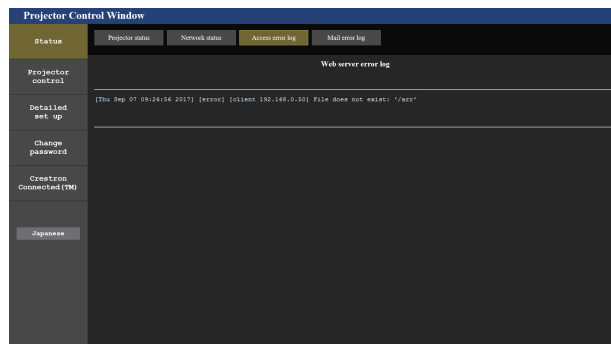 Projector Control Window
Status
Projector status
Network status
Access error log
Mail error log
Projector
control
Detailed
set up
Change
password
Crestron
Connected(TM)
Japanese
Web server error log
[Thu Sep 07 09:26:56 2017] [error] [client 192.168.0.50] File does not exist: '/arr'